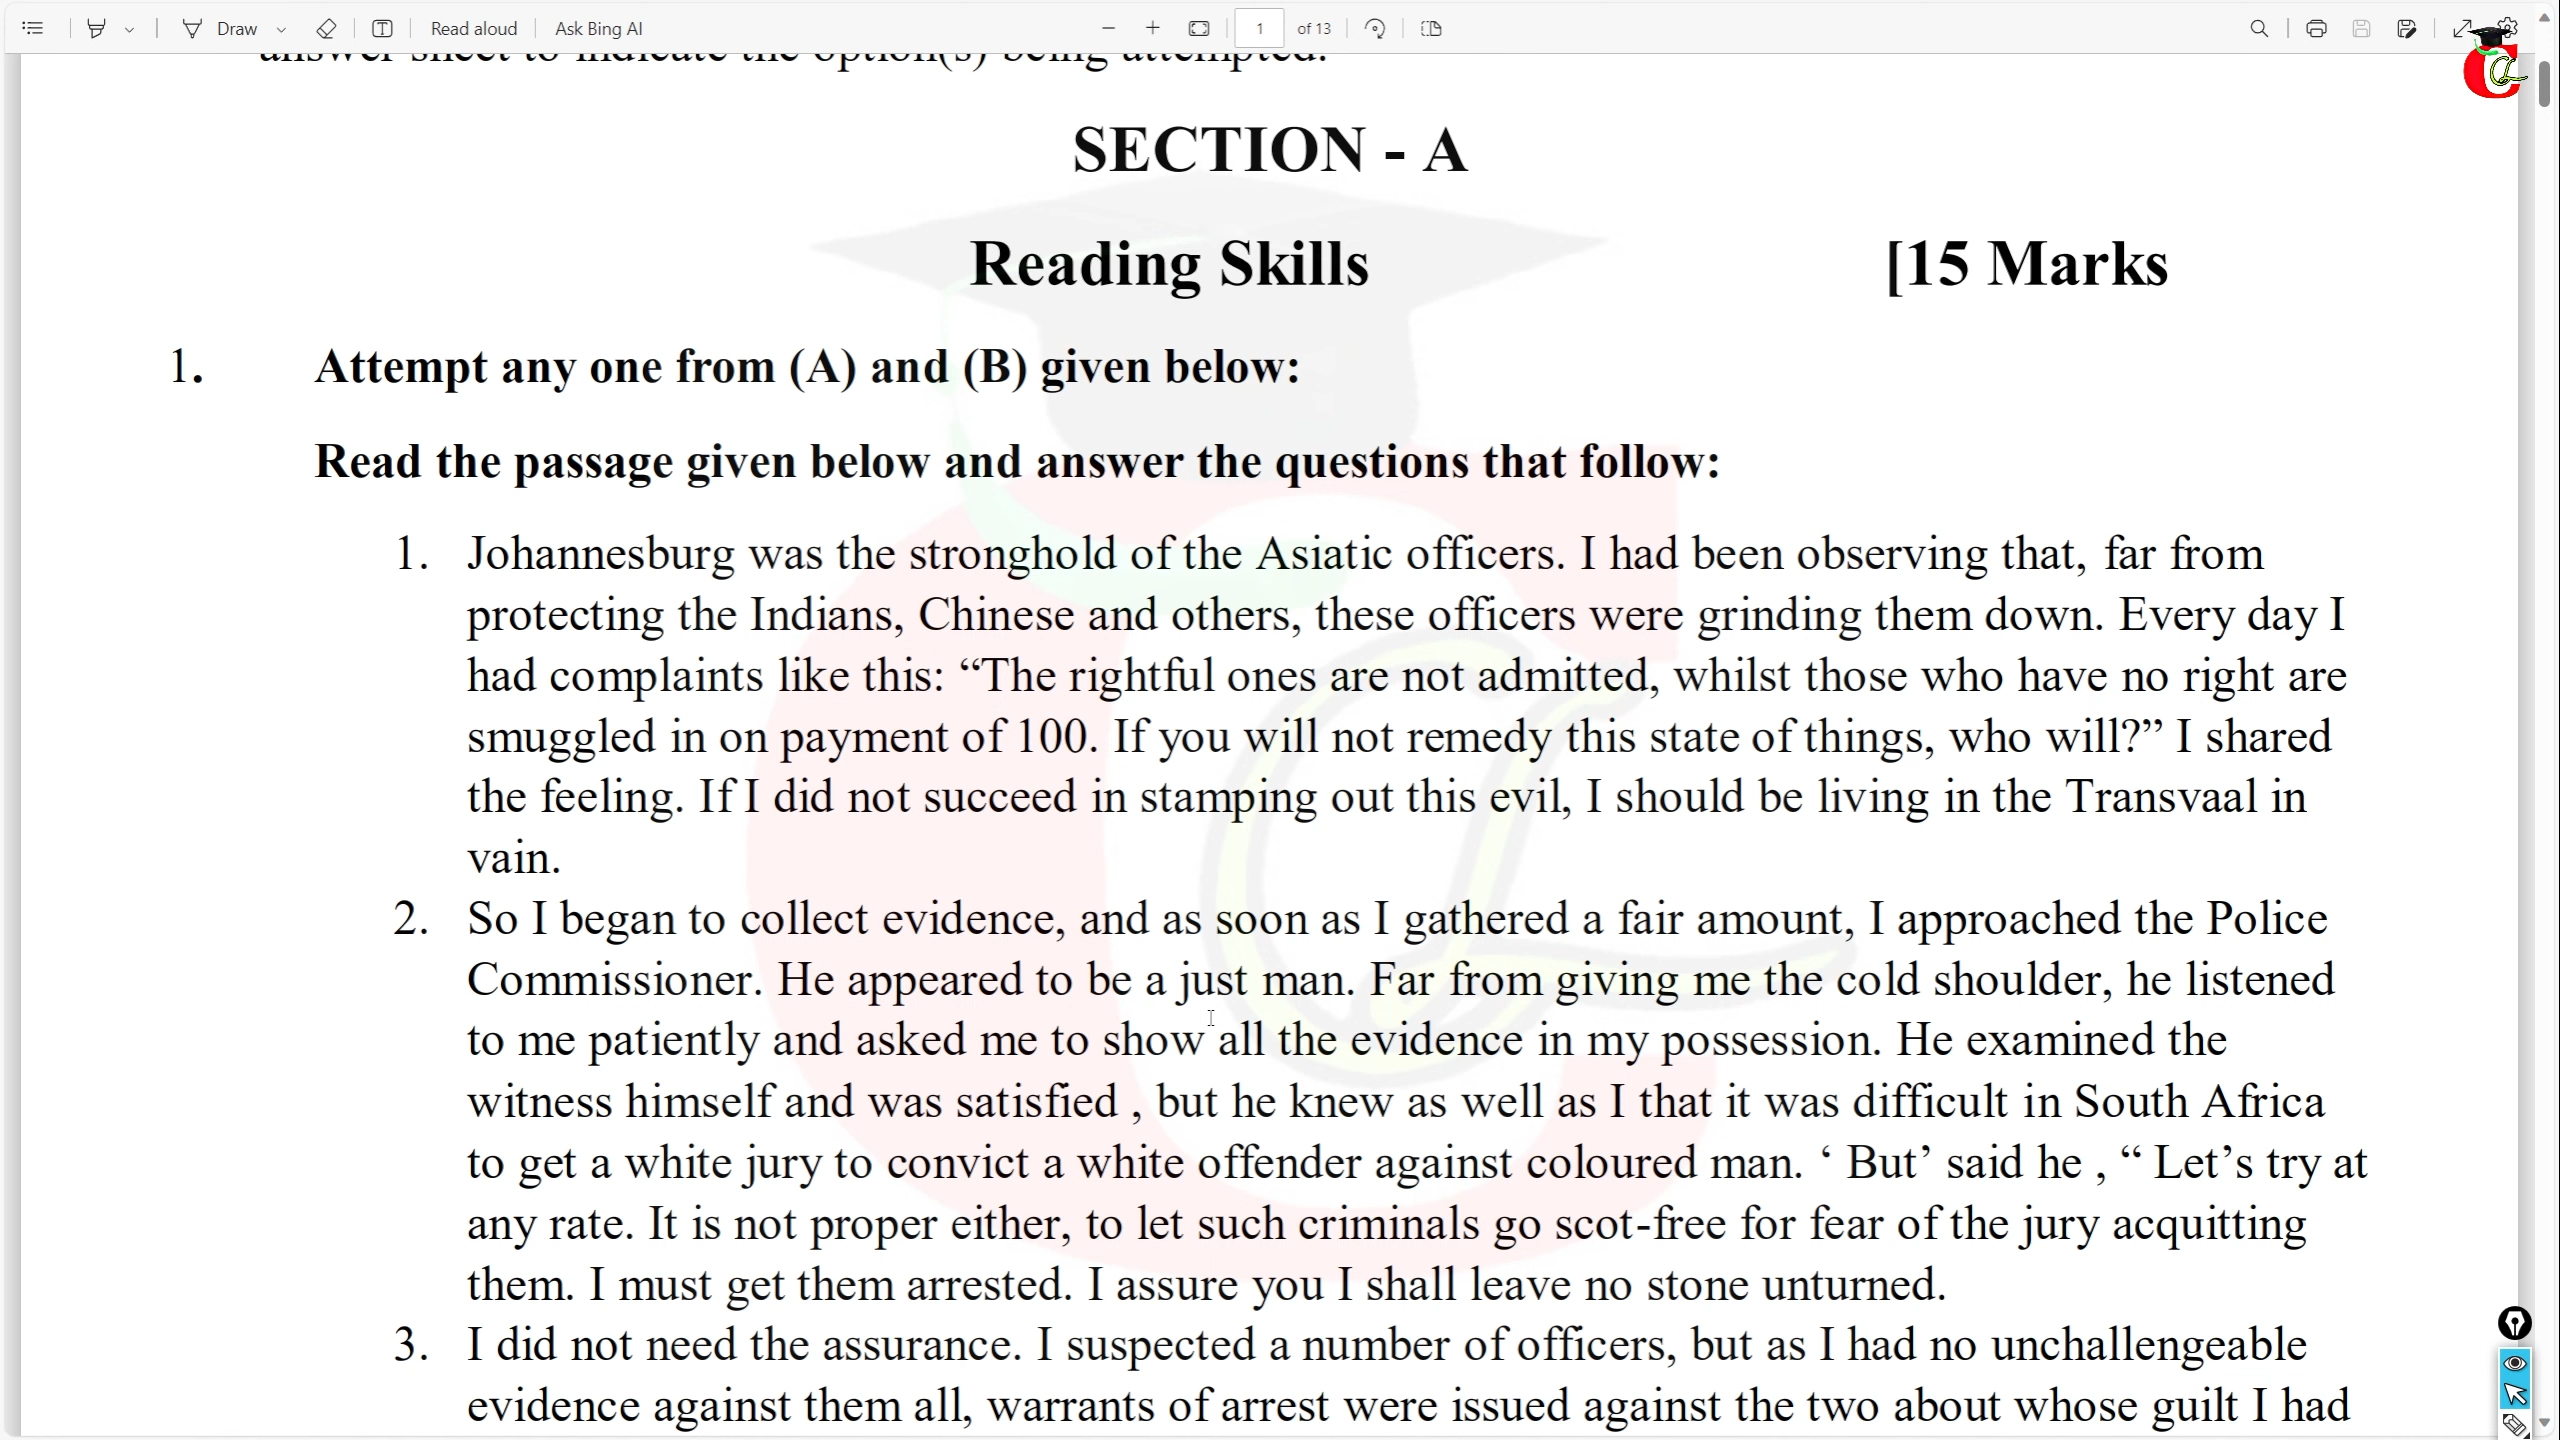 Draw
Read aloud
Ask Bing AI
1
of 13
answer sheet to indicate the option(s) being attempted.
SECTION - A
Reading Skills [15 Marks
1. Attempt any one from (A) and (B) given below:
Read the passage given below and answer the questions that follow:
1. Johannesburg was the stronghold of the Asiatic officers. I had been observing that, far from
protecting the Indians, Chinese and others, these officers were grinding them down. Every day I
had complaints like this: “The rightful ones are not admitted, whilst those who have no right are
smuggled in on payment of 100. If you will not remedy this state of things, who will?” I shared
the feeling. If I did not succeed in stamping out this evil, I should be living in the Transvaal in
vain.
2. So I began to collect evidence, and as soon as I gathered a fair amount, I approached the Police
Commissioner. He appeared to be a just man. Far from giving me the cold shoulder, he listened
to me patiently and asked me to show all the evidence in my possession. He examined the
witness himself and was satisfied , but he knew as well as I that it was difficult in South Africa
to get a white jury to convict a white offender against coloured man. ‘ But’ said he , “ Let’s try at
any rate. It is not proper either, to let such criminals go scot-free for fear of the jury acquitting
them. I must get them arrested. I assure you I shall leave no stone unturned.
3. I did not need the assurance. I suspected a number of officers, but as I had no unchallengeable
evidence against them all, warrants of arrest were issued against the two about whose guilt I had